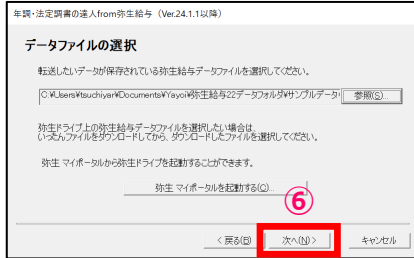 年調・法定調書の達人from弥生給与（Ver.24.1.1以降）
データファイルの選択
転送したいデータが保存されている弥生給与データファイルを選択してください。
C:¥Users¥tsuchiyar¥Documents¥Yayoi¥弥生給与22データフォルダ¥サンプルデータ 参照(S)...
弥生ドライブ上の弥生給与データファイルを選択したい場合は、
いったんファイルをダウンロードしてから、ダウンロードしたファイルを選択してください。
弥生 マイポータルから弥生ドライブを起動することができます。
弥生 マイポータルを起動する(O)...
⑥
< 戻る(B) 次へ(N) > キャンセル